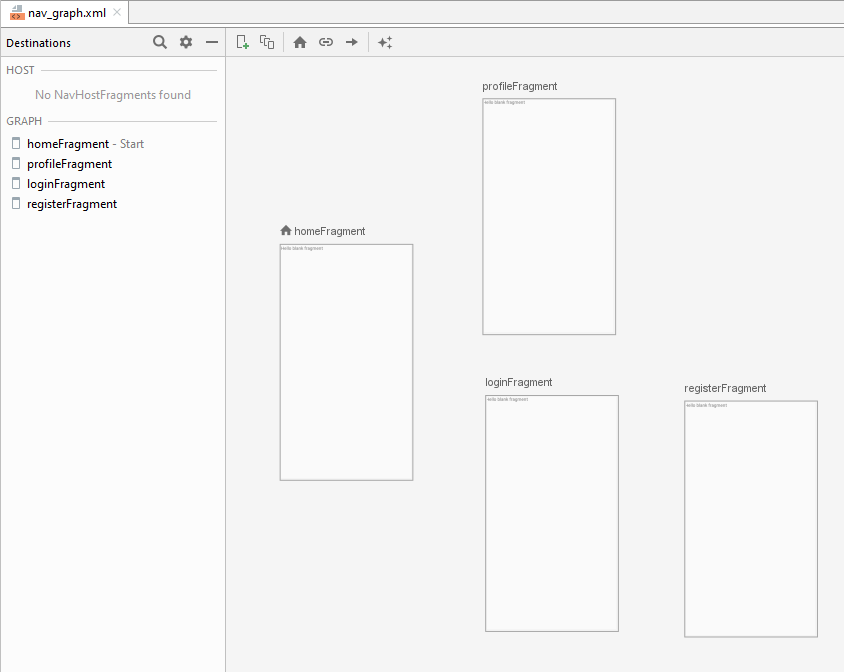 nav_graph.xml
Destinations
HOST
No NavHostFragments found
GRAPH
homeFragment - Start
profileFragment
loginFragment
registerFragment
profileFragment
Hello blank fragment
homeFragment
Hello blank fragment
loginFragment
Hello blank fragment
registerFragment
Hello blank fragment